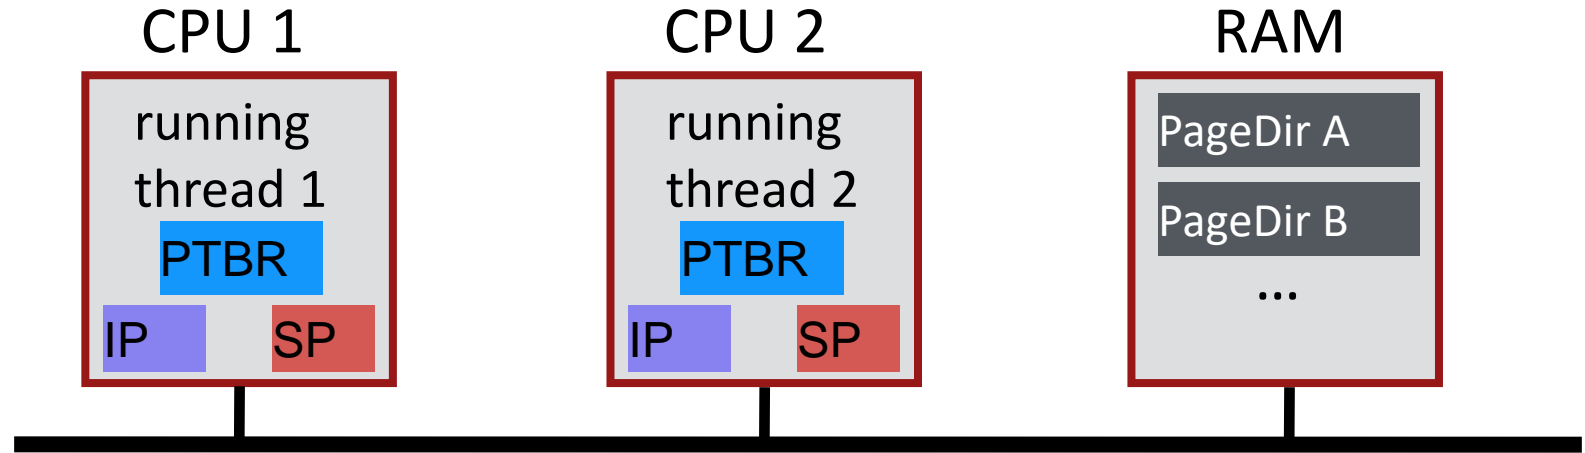 CPU 1
running
thread 1
PTBR
IP
SP
CPU 2
running
thread 2
PTBR
IP
SP
RAM
PageDir A
PageDir B
...